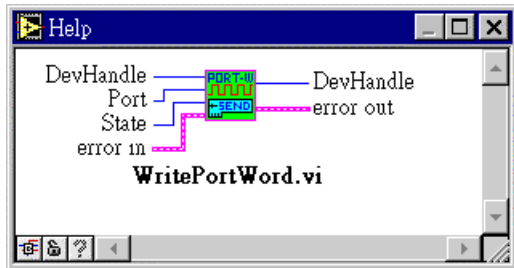 Help
DevHandle
Port
State
error in
PORT-W
SEND
DevHandle
error out
WritePortWord.vi
?